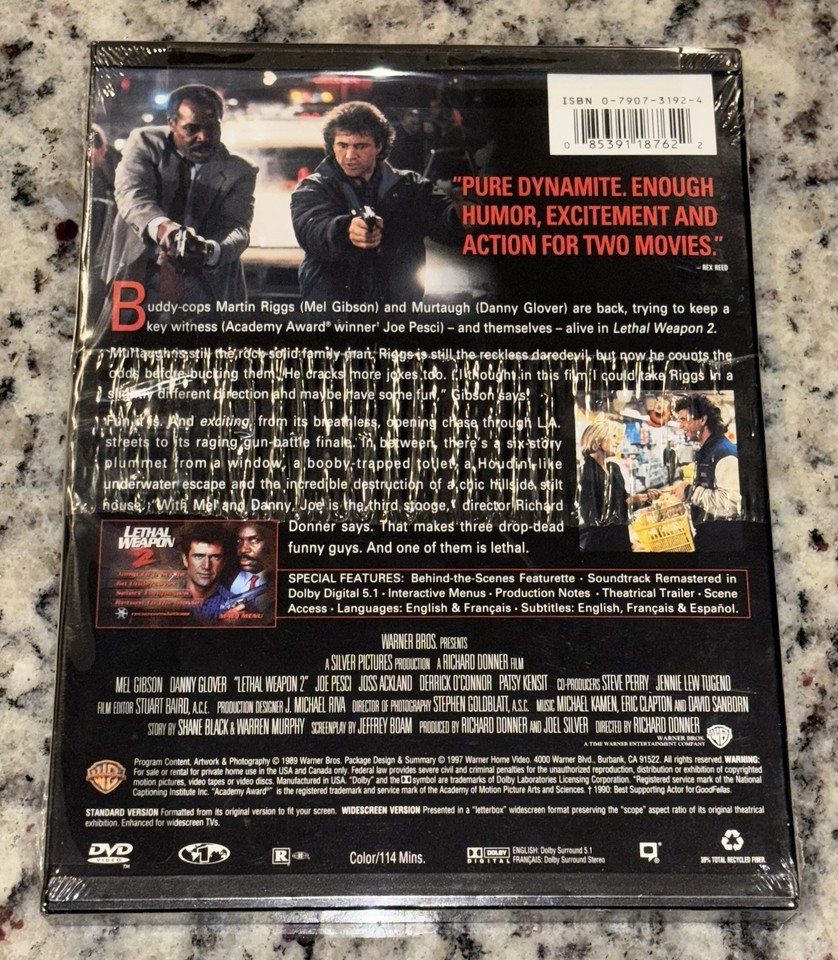 ISBN 0-7907-3192-4
0 85391 18762 2
"PURE DYNAMITE. ENOUGH
HUMOR, EXCITEMENT AND
ACTION FOR TWO MOVIES."
– REX REED
Buddy-cops Martin Riggs (Mel Gibson) and Murtaugh (Danny Glover) are back, trying to keep a
key witness (Academy Award® winner† Joe Pesci) – and themselves – alive in Lethal Weapon 2.
Murtaugh is still the rock-solid family man, Riggs is still the reckless daredevil, but now he counts the
odds before bucking them. He cracks more jokes, too. "I thought in this film I could take Riggs in a
slightly different direction and maybe have some fun," Gibson says.
Fun it is. And exciting, from its breathless, opening chase through L.A.
streets to its raging gun-battle finale. In between, there's a six-story
plummet from a window, a booby-trapped toilet, a Houdini-like
underwater escape and the incredible destruction of a chic Hillside stilt
house. "With Mel and Danny, Joe is the third stooge," director Richard
Donner says. That makes three drop-dead
funny guys. And one of them is lethal.
LETHAL
WEAPON
2
NEXT MENU
SPECIAL FEATURES: Behind-the-Scenes Featurette · Soundtrack Remastered in
Dolby Digital 5.1 · Interactive Menus · Production Notes · Theatrical Trailer · Scene
Access · Languages: English & Français · Subtitles: English, Français & Español.
WARNER BROS. PRESENTS
A SILVER PICTURES PRODUCTION A RICHARD DONNER FILM
MEL GIBSON DANNY GLOVER "LETHAL WEAPON 2" JOE PESCI JOSS ACKLAND DERRICK O'CONNOR PATSY KENSIT CO-PRODUCERS STEVE PERRY, JENNIE LEW TUGEND
FILM EDITOR STUART BAIRD, A.C.E. PRODUCTION DESIGNER J. MICHAEL RIVA DIRECTOR OF PHOTOGRAPHY STEPHEN GOLDBLATT, A.S.C. MUSIC MICHAEL KAMEN, ERIC CLAPTON AND DAVID SANBORN
STORY BY SHANE BLACK & WARREN MURPHY SCREENPLAY BY JEFFREY BOAM PRODUCED BY RICHARD DONNER AND JOEL SILVER DIRECTED BY RICHARD DONNER
WARNER BROS.
A TIME WARNER ENTERTAINMENT COMPANY
Program Content, Artwork & Photography © 1989 Warner Bros. Package Design & Summary © 1997 Warner Home Video. 4000 Warner Blvd., Burbank, CA 91522. All rights reserved. WARNING:
For sale or rental for private home use in the USA and Canada only. Federal law provides severe civil and criminal penalties for the unauthorized reproduction, distribution or exhibition of copyrighted
motion pictures, video tapes or video discs. Manufactured in USA. "Dolby" and the symbol are trademarks of Dolby Laboratories Licensing Corporation. *Registered service mark of the National
Captioning Institute Inc. "Academy Award®" is the registered trademark and service mark of the Academy of Motion Picture Arts and Sciences. † 1990: Best Supporting Actor for GoodFellas.
STANDARD VERSION Formatted from its original version to fit your screen. WIDESCREEN VERSION Presented in a "letterbox" widescreen format preserving the "scope" aspect ratio of its original theatrical
exhibition. Enhanced for widescreen TVs.
DVD
VIDEO
TM
1
R
Color/114 Mins.
DOLBY
DIGITAL
ENGLISH: Dolby Surround 5.1
FRANÇAIS: Dolby Surround Stereo
30% TOTAL RECYCLED FIBER.